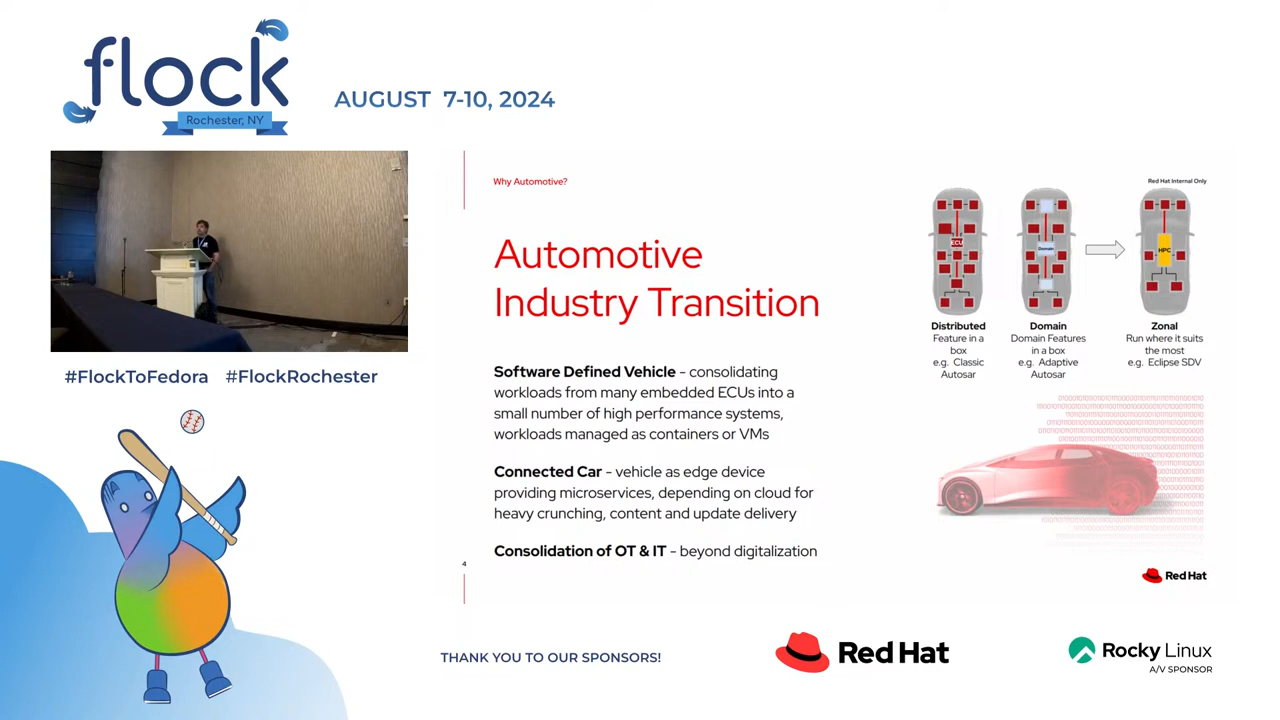 flock
Rochester, NY
AUGUST 7-10, 2024
#FlockToFedora #FlockRochester
Why Automotive?
Red Hat Internal Only
Automotive
Industry Transition
Software Defined Vehicle - consolidating
workloads from many embedded ECUs into a
small number of high performance systems,
workloads managed as containers or VMs
Connected Car - vehicle as edge device
providing microservices, depending on cloud for
heavy crunching, content and update delivery
Consolidation of OT & IT - beyond digitalization
4
ECU
Domain
HPC
Distributed
Feature in a
box
e.g. Classic
Autosar
Domain
Domain Features
in a box
e.g. Adaptive
Autosar
Zonal
Run where it suits
the most
e.g. Eclipse SDV
Red Hat
THANK YOU TO OUR SPONSORS!
Red Hat
Rocky Linux
A/V SPONSOR